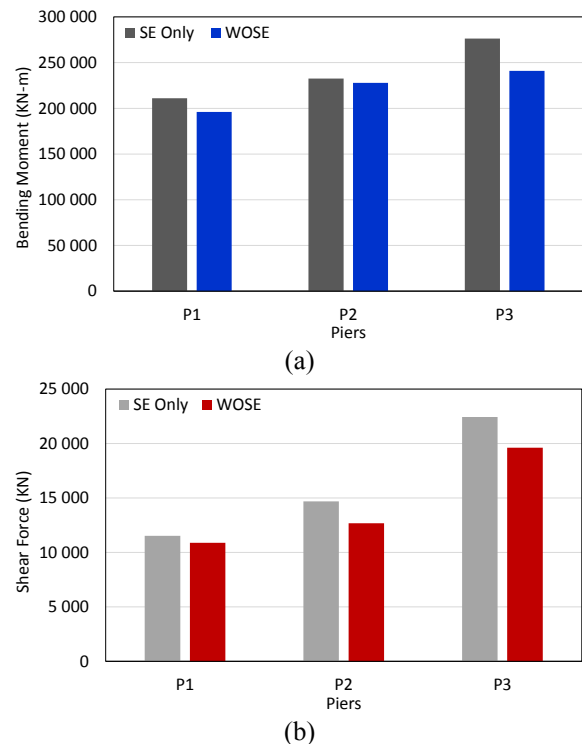 300 000
250 000
200 000
150 000
100 000
50 000
0
Bending Moment (KN-m)
SE Only WOSE
P1 P2 P3
Piers
(a)
25 000
20 000
15 000
10 000
5 000
0
Shear Force (KN)
SE Only WOSE
P1 P2 P3
Piers
(b)